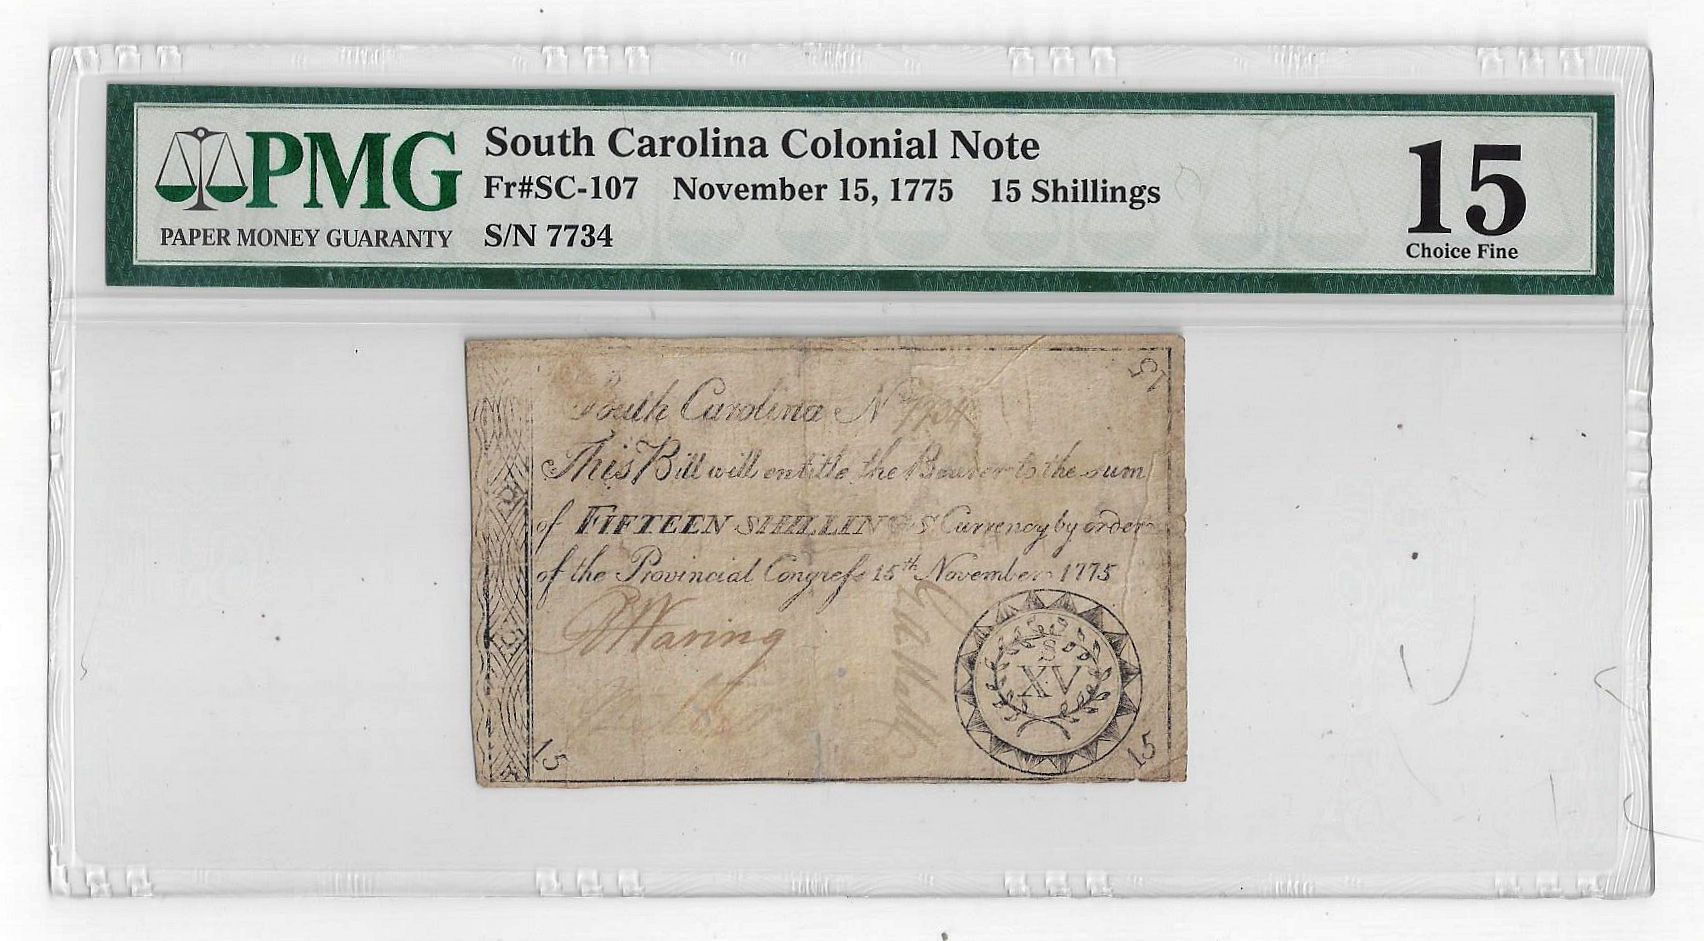 PMG
PAPER MONEY GUARANTY
South Carolina Colonial Note
Fr#SC-107 November 15, 1775 15 Shillings
S/N 7734
15
Choice Fine
15
South Carolina No
This Bill will entitle the Bearer to the sum
of FIFTEEN SHILLINGS Currency by order
of the Provincial Congress 15th November 1775
Waring
S
XV
15
15